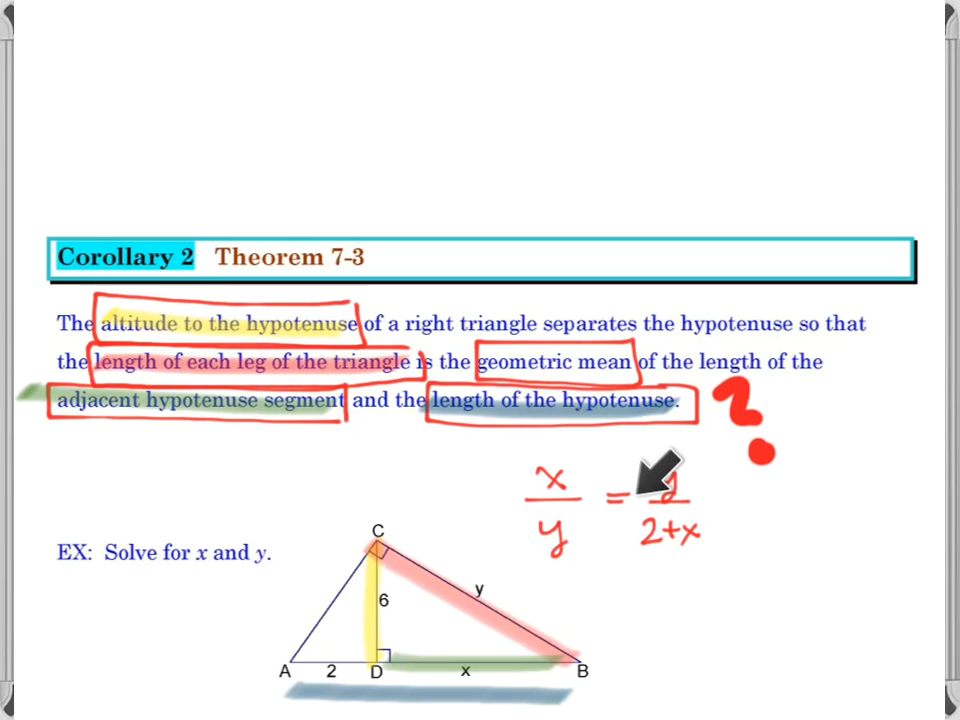 Corollary 2 Theorem 7-3
The altitude to the hypotenuse of a right triangle separates the hypotenuse so that
the length of each leg of the triangle is the geometric mean of the length of the
adjacent hypotenuse segment and the length of the hypotenuse.
?
x/y = y/2+x
EX: Solve for x and y.
C
y
6
A 2 D x B